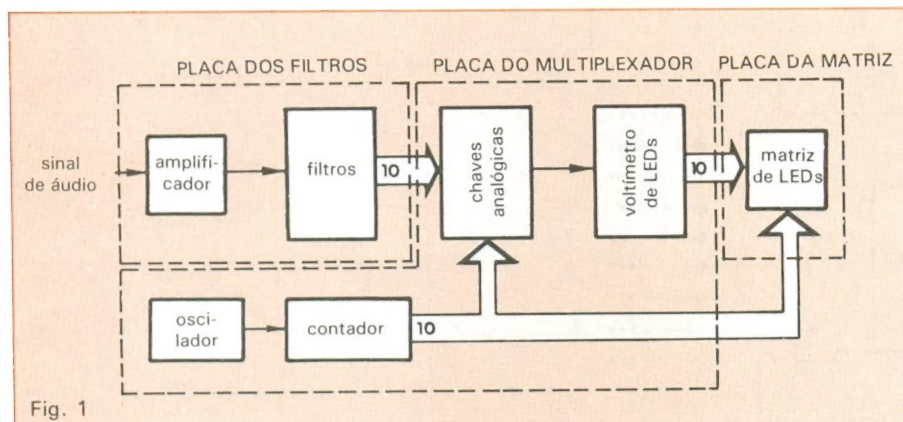 PLACA DOS FILTROS
PLACA DO MULTIPLEXADOR
PLACA DA MATRIZ
sinal
de áudio
amplifi-
cador
filtros
10
chaves
analógicas
voltímetro
de LEDs
10
matriz
de LEDs
osci-
lador
contador
10
Fig. 1